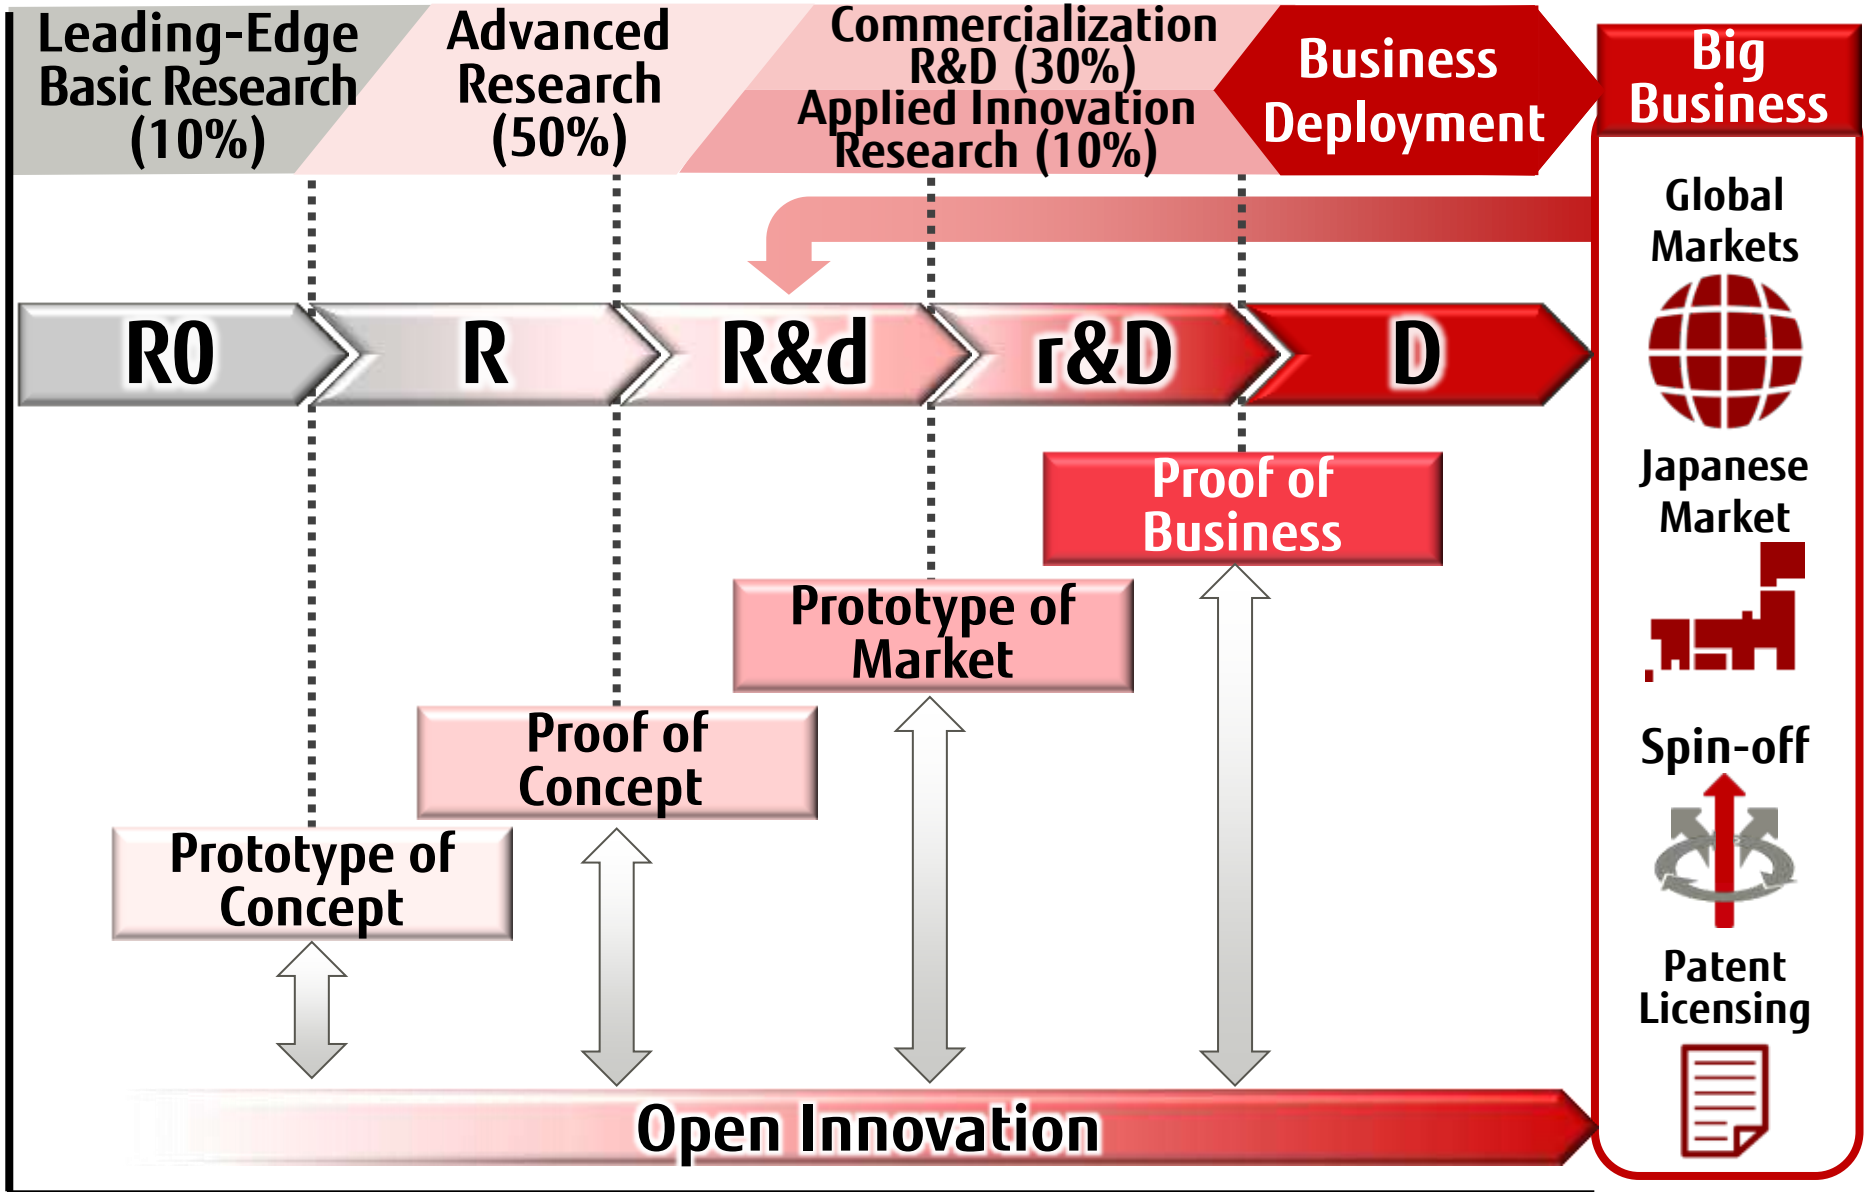 Leading-Edge
Basic Research
(10%)
Advanced
Research
(50%)
Commercialization
R&D (30%)
Applied Innovation
Research (10%)
Business
Deployment
Big
Business
R0
R
R&d
r&D
D
Proof of
Business
Prototype of
Market
Proof of
Concept
Prototype of
Concept
Open Innovation
Global
Markets
Japanese
Market
Spin-off
Patent
Licensing